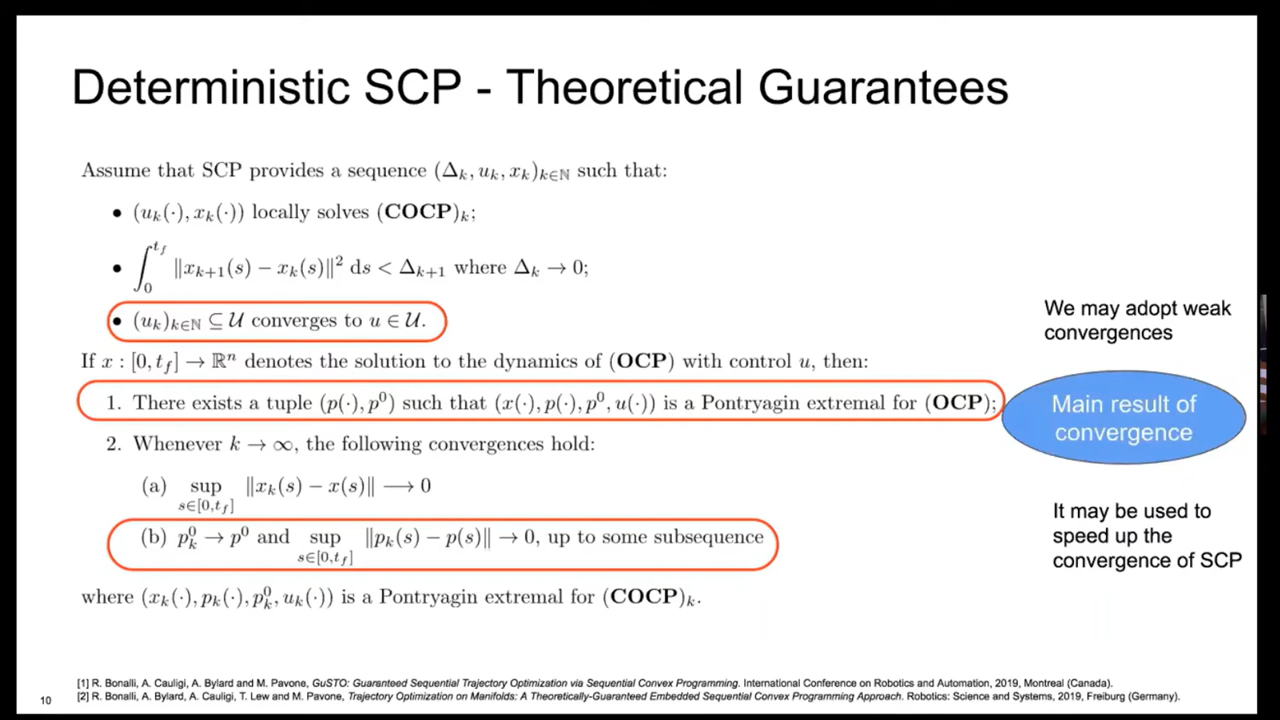 Deterministic SCP - Theoretical Guarantees
Assume that SCP provides a sequence (Δ_k, u_k, x_k)_{k∈ℕ} such that:
• (u_k(·), x_k(·)) locally solves (COCP)_k;
• ∫_0^{t_f} ‖x_{k+1}(s) − x_k(s)‖² ds < Δ_{k+1} where Δ_k → 0;
• (u_k)_{k∈ℕ} ⊆ 𝒰 converges to u ∈ 𝒰.
We may adopt weak
convergences
If x : [0, t_f] → ℝⁿ denotes the solution to the dynamics of (OCP) with control u, then:
1. There exists a tuple (p(·), p⁰) such that (x(·), p(·), p⁰, u(·)) is a Pontryagin extremal for (OCP);
Main result of
convergence
2. Whenever k → ∞, the following convergences hold:
(a) sup_{s∈[0,t_f]} ‖x_k(s) − x(s)‖ ⟶ 0
(b) p_k^0 → p⁰ and sup_{s∈[0,t_f]} ‖p_k(s) − p(s)‖ → 0, up to some subsequence
It may be used to
speed up the
convergence of SCP
where (x_k(·), p_k(·), p_k^0, u_k(·)) is a Pontryagin extremal for (COCP)_k.
[1] R. Bonalli, A. Cauligi, A. Bylard and M. Pavone, GuSTO: Guaranteed Sequential Trajectory Optimization via Sequential Convex Programming. International Conference on Robotics and Automation, 2019, Montreal (Canada).
[2] R. Bonalli, A. Bylard, A. Cauligi, T. Lew and M. Pavone, Trajectory Optimization on Manifolds: A Theoretically-Guaranteed Embedded Sequential Convex Programming Approach. Robotics: Science and Systems, 2019, Freiburg (Germany).
10